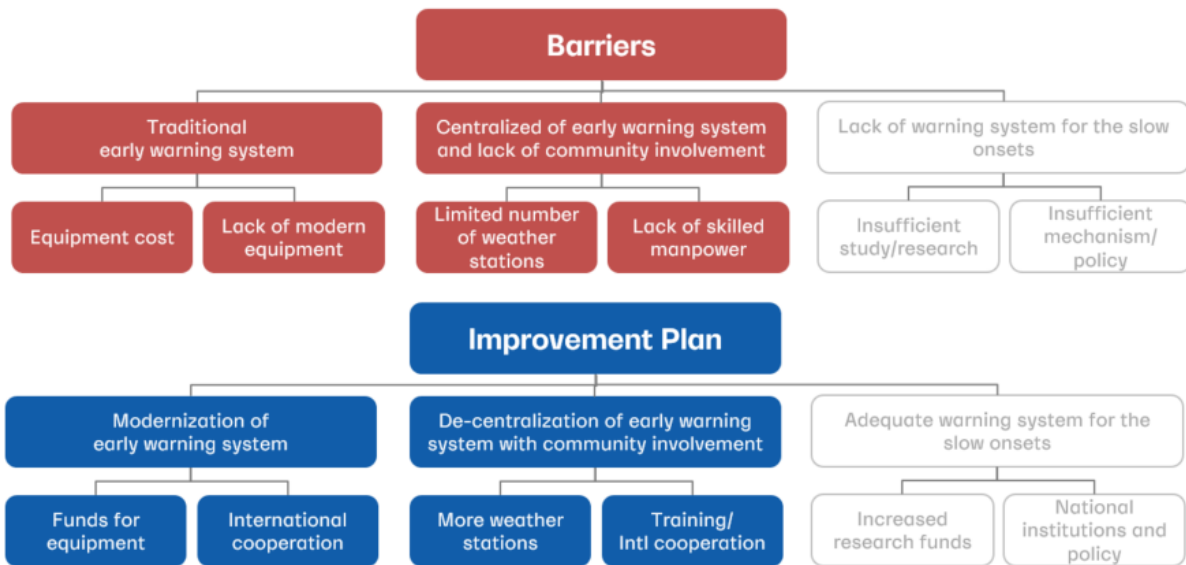 Barriers
Traditional
early warning system
Centralized of early warning system
and lack of community involvement
Lack of warning system for the slow
onsets
Equipment cost
Lack of modern
equipment
Limited number
of weather
stations
Lack of skilled
manpower
Insufficient
study/research
Insufficient
mechanism/
policy
Improvement Plan
Modernization of
early warning system
De-centralization of early warning
system with community involvement
Adequate warning system for the
slow onsets
Funds for
equipment
International
cooperation
More weather
stations
Training/
Intl cooperation
Increased
research funds
National
institutions and
policy